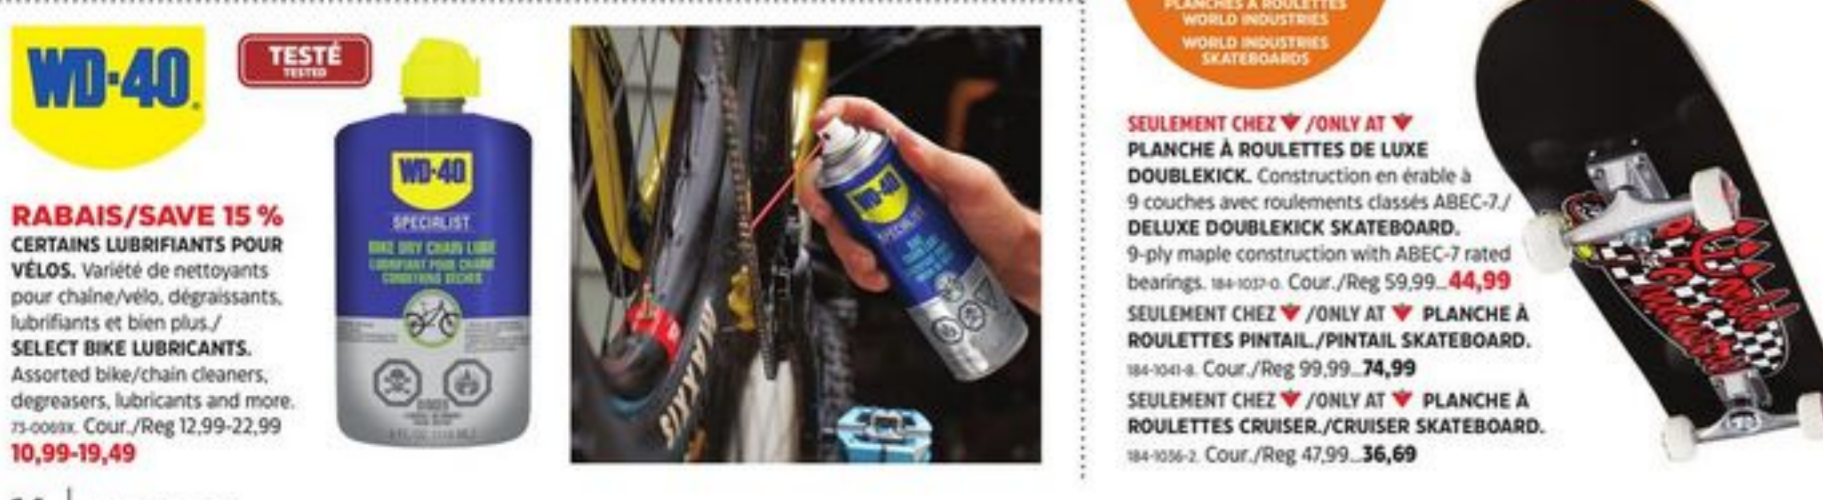 WD-40
TESTÉ
TESTED
RABAIS/SAVE 15 %
CERTAINS LUBRIFIANTS POUR
VÉLOS. Variété de nettoyants
pour chaîne/vélo, dégraissants,
lubrifiants et bien plus./
SELECT BIKE LUBRICANTS.
Assorted bike/chain cleaners,
degreasers, lubricants and more.
73-0069X. Cour./Reg 12,99-22,99
10,99-19,49
WD-40
SPECIALIST
BIKE DRY CHAIN LUBE
LUBRIFIANT POUR CHAÎNE
CONDITIONS SÈCHES
WD-40
SPECIALIST
MAXXIS
PLANCHES À ROULETTES
WORLD INDUSTRIES
WORLD INDUSTRIES
SKATEBOARDS
SEULEMENT CHEZ /ONLY AT
PLANCHE À ROULETTES DE LUXE
DOUBLEKICK. Construction en érable à
9 couches avec roulements classés ABEC-7./
DELUXE DOUBLEKICK SKATEBOARD.
9-ply maple construction with ABEC-7 rated
bearings. 184-1037-0. Cour./Reg 59,99...44,99
SEULEMENT CHEZ /ONLY AT PLANCHE À
ROULETTES PINTAIL./PINTAIL SKATEBOARD.
184-1041-8. Cour./Reg 99,99...74,99
SEULEMENT CHEZ /ONLY AT PLANCHE À
ROULETTES CRUISER./CRUISER SKATEBOARD.
184-1036-2. Cour./Reg 47,99...36,69